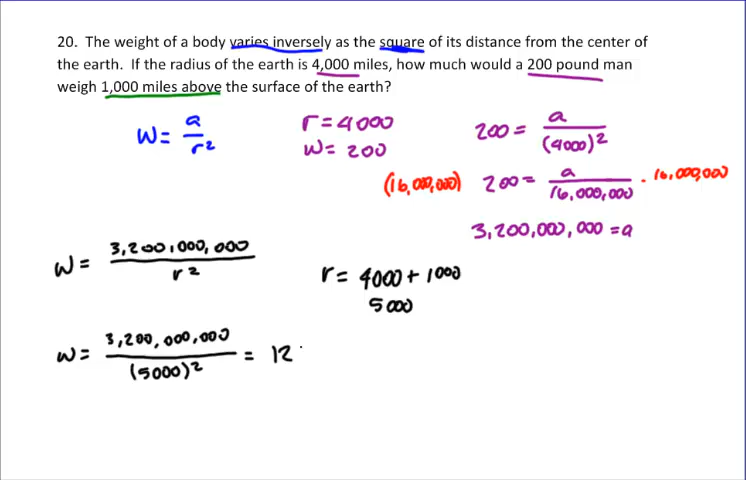 20. The weight of a body varies inversely as the square of its distance from the center of
the earth. If the radius of the earth is 4,000 miles, how much would a 200 pound man
weigh 1,000 miles above the surface of the earth?
W = a / r²
r = 4000
W = 200
200 = a / (4000)²
(16,000,000) 200 = a / 16,000,000 · 16,000,000
3,200,000,000 = a
W = 3,200,000,000 / r²
r = 4000 + 1000
5000
W = 3,200,000,000 / (5000)² = 12